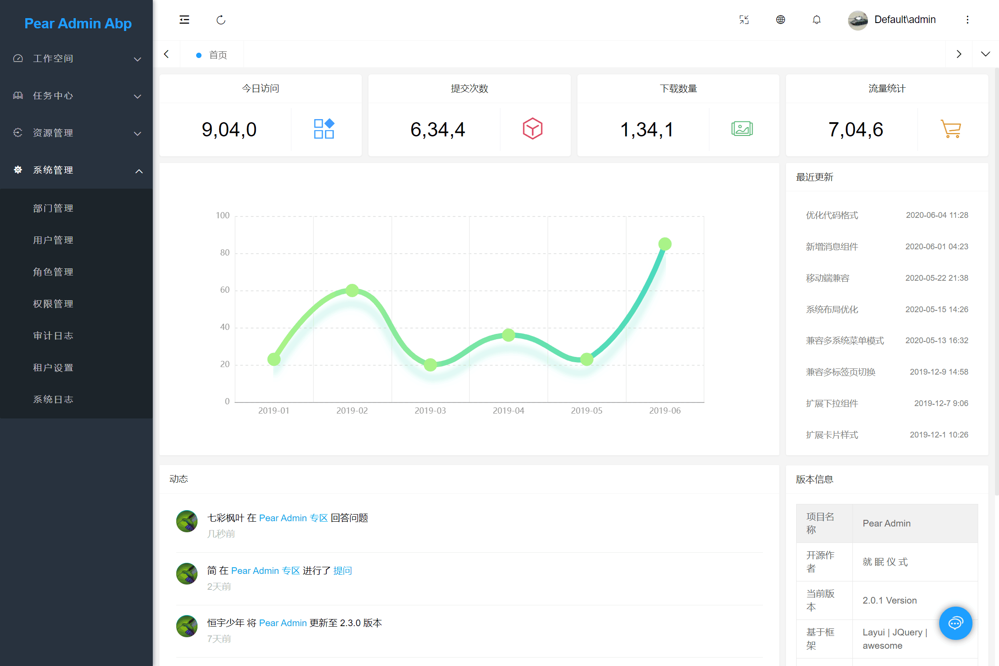 Pear Admin Abp
工作空间
任务中心
资源管理
系统管理
部门管理
用户管理
角色管理
权限管理
审计日志
租户设置
系统日志
Default\admin
首页
今日访问
9,04,0
提交次数
6,34,4
下载数量
1,34,1
流量统计
7,04,6
100
80
60
40
20
0
2019-01 2019-02 2019-03 2019-04 2019-05 2019-06
最近更新
优化代码格式 2020-06-04 11:28
新增消息组件 2020-06-01 04:23
移动端兼容 2020-05-22 21:38
系统布局优化 2020-05-15 14:26
兼容多系统菜单模式 2020-05-13 16:32
兼容多标签页切换 2019-12-9 14:58
扩展下拉组件 2019-12-7 9:06
扩展卡片样式 2019-12-1 10:26
动态
七彩枫叶 在 Pear Admin 专区 回答问题
几秒前
简 在 Pear Admin 专区 进行了 提问
2天前
恒宇少年 将 Pear Admin 更新至 2.3.0 版本
7天前
版本信息
项目名
称
Pear Admin
开源作
者
就 眠 仪 式
当前版
本
2.0.1 Version
基于框
架
Layui | JQuery |
awesome